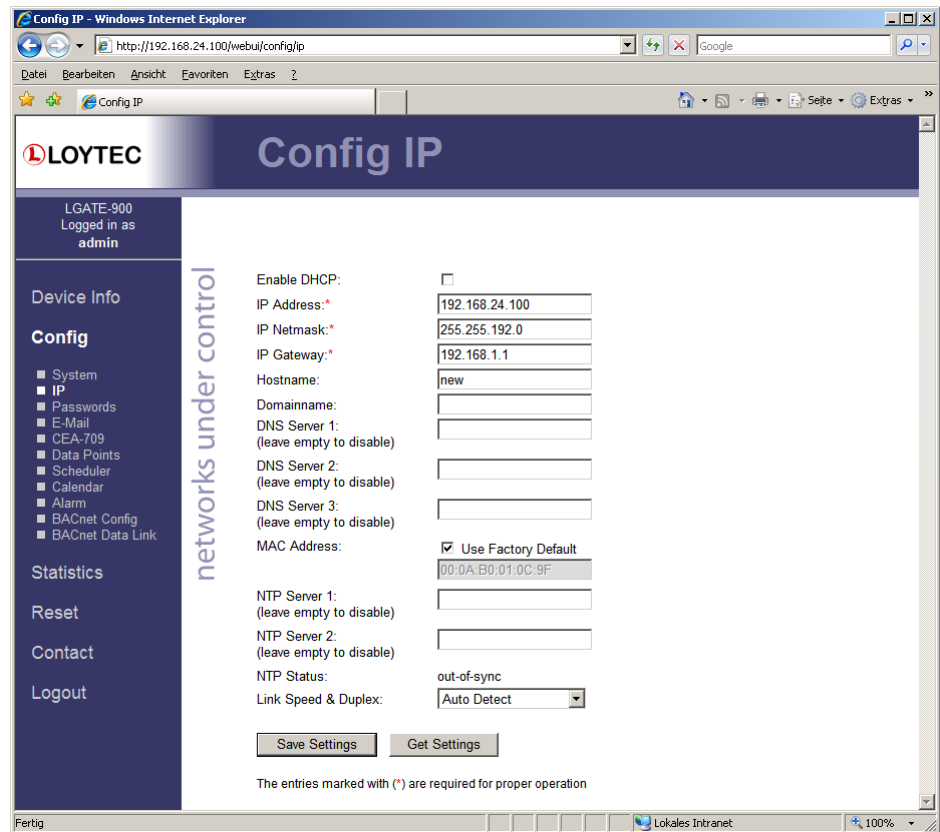 Config IP - Windows Internet Explorer
http://192.168.24.100/webui/config/ip
Google
Datei Bearbeiten Ansicht Favoriten Extras ?
Config IP
Seite
Extras
»
LOYTEC
Config IP
LGATE-900
Logged in as
admin
Device Info
Config
System
IP
Passwords
E-Mail
CEA-709
Data Points
Scheduler
Calendar
Alarm
BACnet Config
BACnet Data Link
Statistics
Reset
Contact
Logout
networks under control
Enable DHCP:
IP Address:* 192.168.24.100
IP Netmask:* 255.255.192.0
IP Gateway:* 192.168.1.1
Hostname: new
Domainname:
DNS Server 1:
(leave empty to disable)
DNS Server 2:
(leave empty to disable)
DNS Server 3:
(leave empty to disable)
MAC Address: Use Factory Default
00:0A:B0:01:0C:9F
NTP Server 1:
(leave empty to disable)
NTP Server 2:
(leave empty to disable)
NTP Status: out-of-sync
Link Speed & Duplex: Auto Detect
Save Settings Get Settings
The entries marked with (*) are required for proper operation
Fertig Lokales Intranet 100%